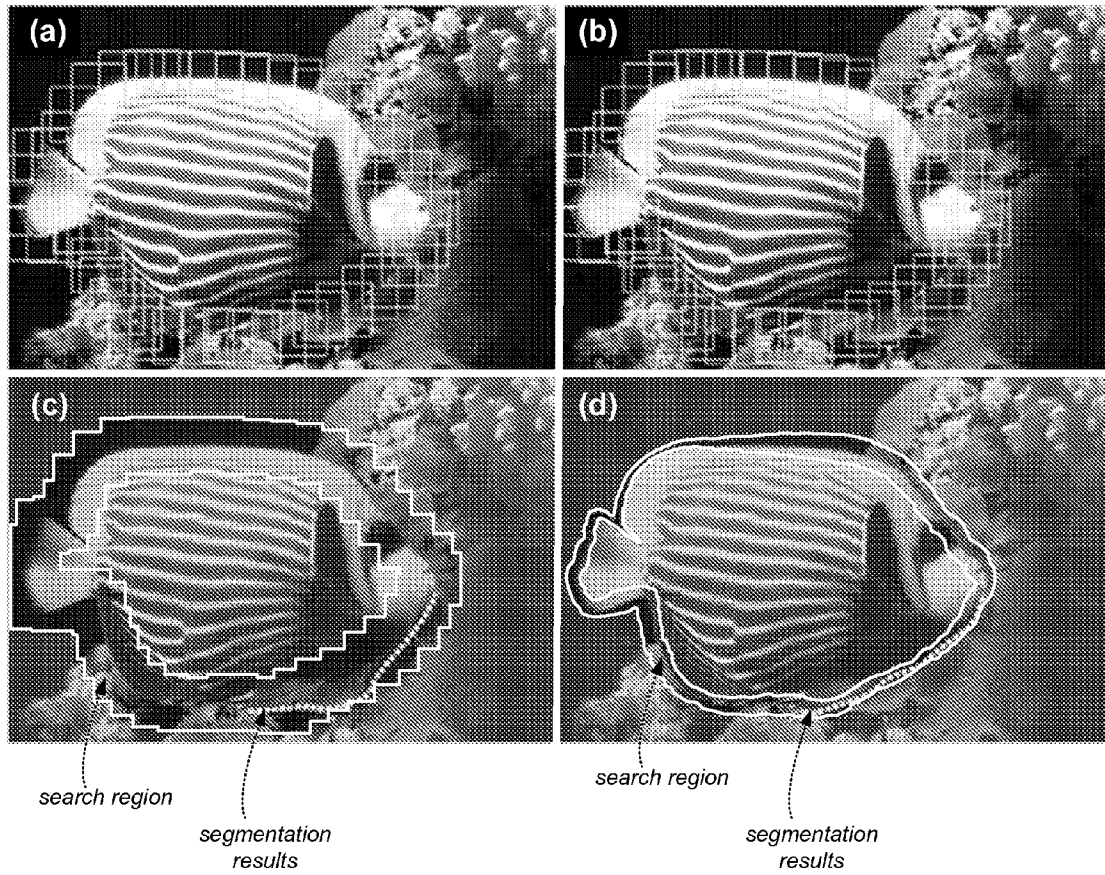 (a)
(b)
(c)
(d)
search region
segmentation
results
search region
segmentation
results